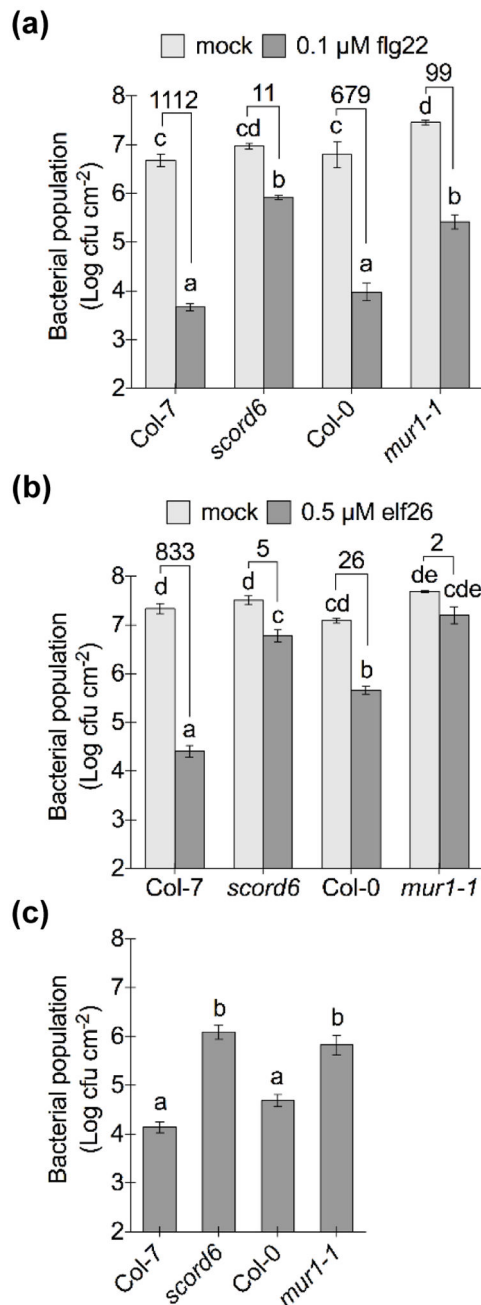 (a)
mock 0.1 µM flg22
1112 11 679 99
c a cd b c a d b
8
7
6
5
4
3
2
Bacterial population
(Log cfu cm-2)
Col-7 scord6 Col-0 mur1-1
(b)
mock 0.5 µM elf26
833 5 26 2
d a d c cd b de cde
8
7
6
5
4
3
2
Bacterial population
(Log cfu cm-2)
Col-7 scord6 Col-0 mur1-1
(c)
a b a b
8
7
6
5
4
3
2
Bacterial population
(Log cfu cm-2)
Col-7 scord6 Col-0 mur1-1